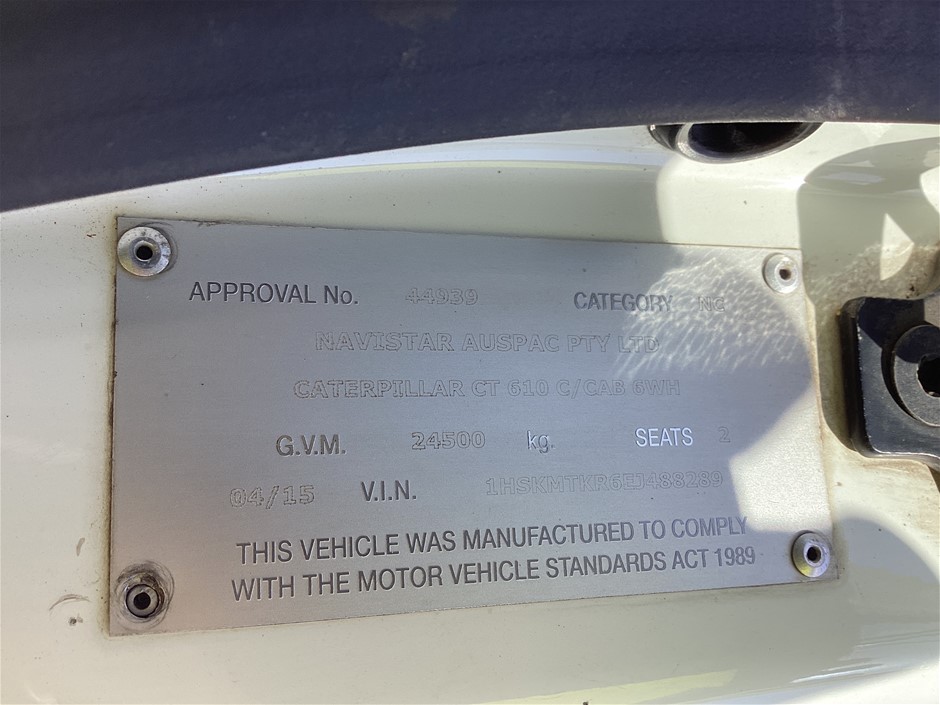 APPROVAL No. 44939 CATEGORY NC
NAVISTAR AUSPAC PTY LTD
CATERPILLAR CT 610 C/CAB 6WH
G.V.M. 24500 kg. SEATS 2
04/15 V.I.N. 1HSKMTKR6EJ488289
THIS VEHICLE WAS MANUFACTURED TO COMPLY
WITH THE MOTOR VEHICLE STANDARDS ACT 1989